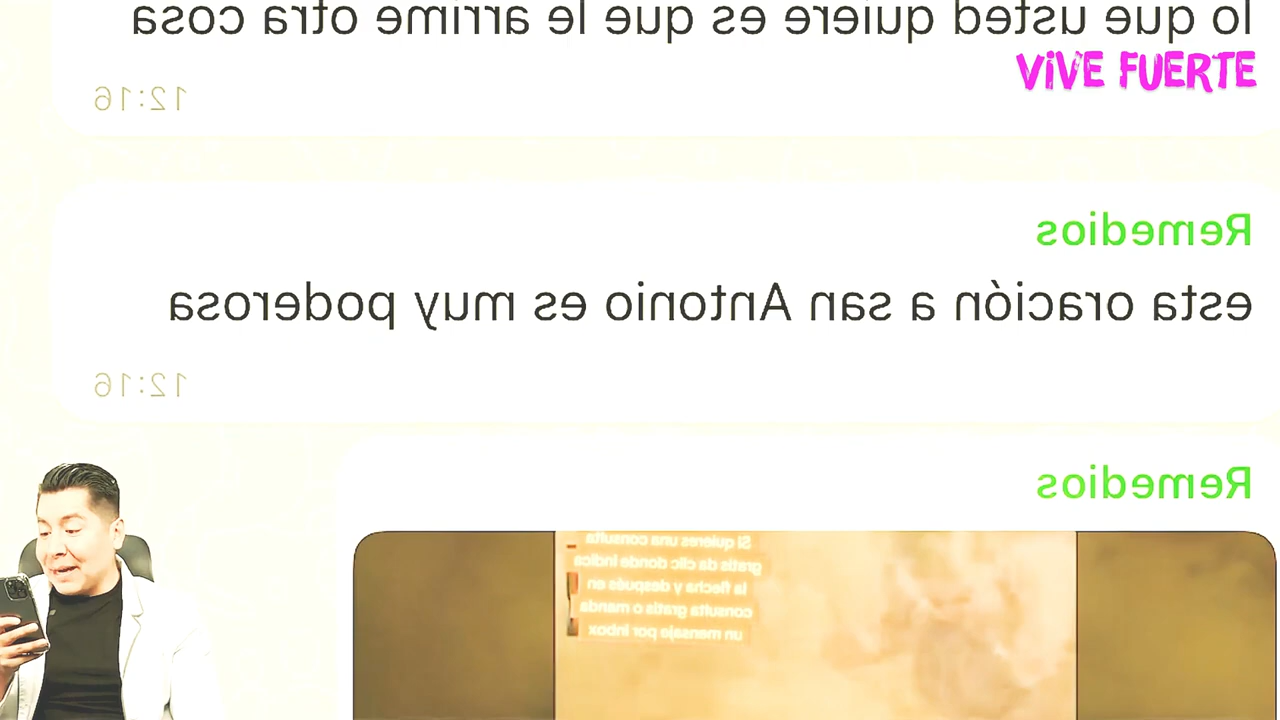 lo que usted quiere es que le arrime otra cosa
VIVE FUERTE
12:16
Remedios
esta oración a san Antonio es muy poderosa
12:16
Remedios
Si quieres una consulta
gratis da clic donde indica
la flecha y después en
consulta gratis o manda
un mensaje por inbox